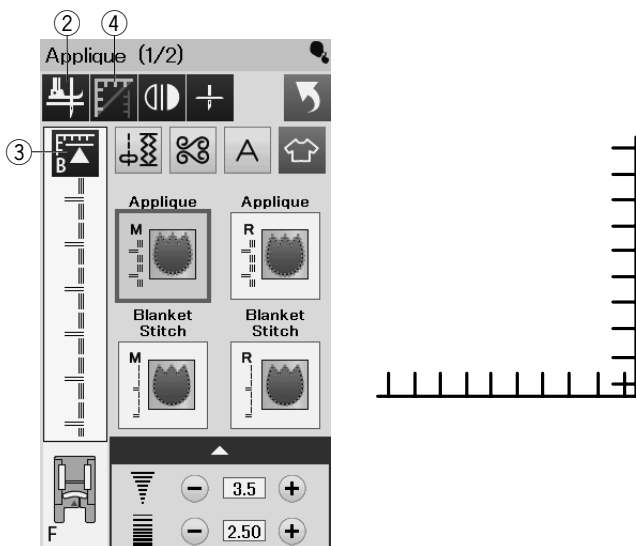 ② ④
Applique (1/2)
③
E
B
A
Applique Applique
M R
Blanket Stitch Blanket Stitch
M R
3.5
F
2.50